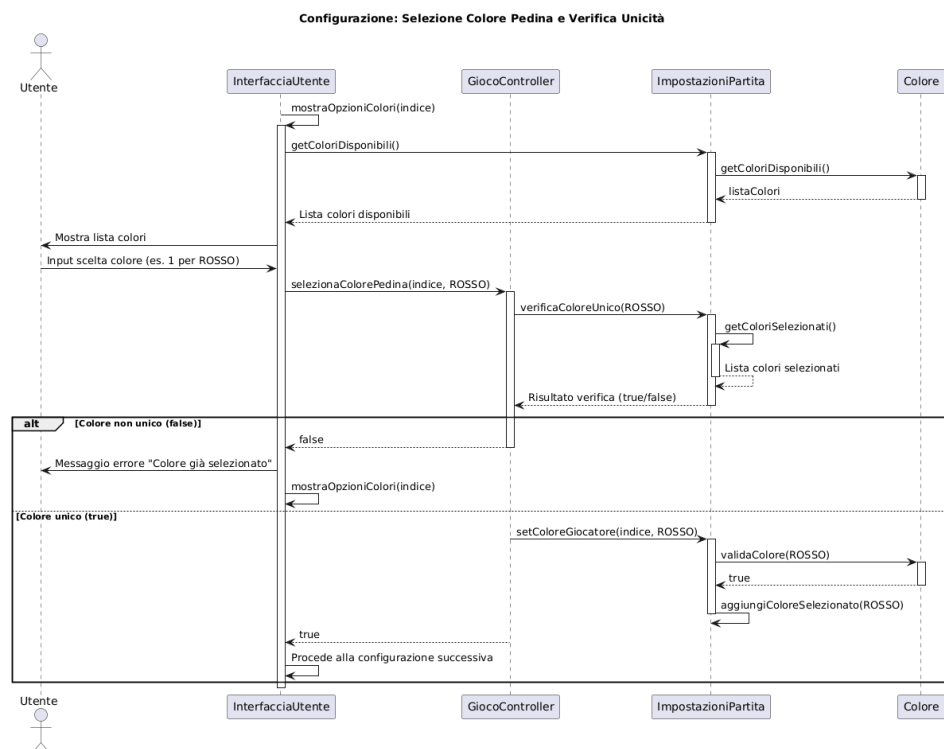 Configurazione: Selezione Colore Pedina e Verifica Unicità
Utente
InterfacciaUtente
GiocoController
ImpostazioniPartita
Colore
mostraOpzioniColori(indice)
getColoriDisponibili()
getColoriDisponibili()
listaColori
Lista colori disponibili
Mostra lista colori
Input scelta colore (es. 1 per ROSSO)
selezionaColorePedina(indice, ROSSO)
verificaColoreUnico(ROSSO)
getColoriSelezionati()
Lista colori selezionati
Risultato verifica (true/false)
alt [Colore non unico (false)]
false
Messaggio errore "Colore già selezionato"
mostraOpzioniColori(indice)
[Colore unico (true)]
setColoreGiocatore(indice, ROSSO)
validaColore(ROSSO)
true
aggiungiColoreSelezionato(ROSSO)
true
Procede alla configurazione successiva
Utente
InterfacciaUtente
GiocoController
ImpostazioniPartita
Colore